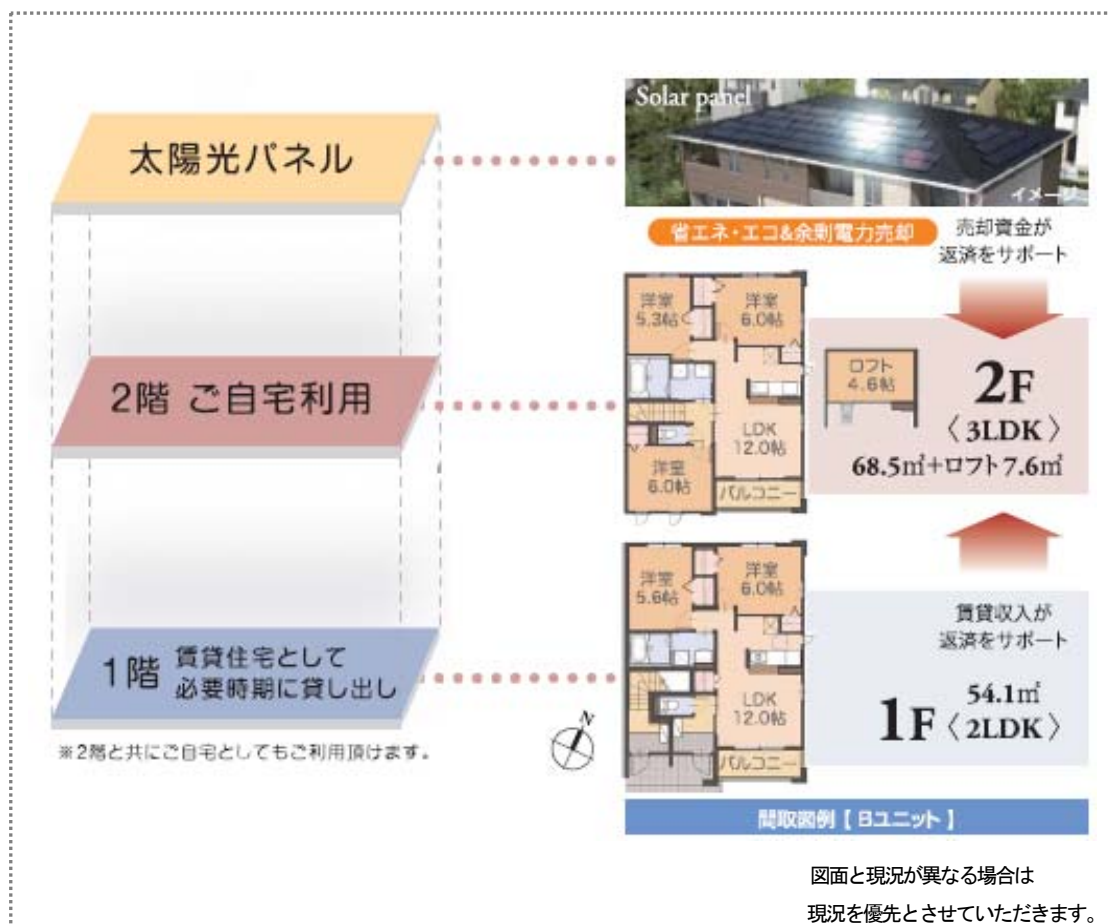 太陽光パネル
Solar panel
イメージ
省エネ・エコ&余剰電力売却
売却資金が
返済をサポート
2階 ご自宅利用
洋室
5.3帖
洋室
6.0帖
LDK
12.0帖
洋室
6.0帖
バルコニー
ロフト
4.6帖
2F
〈3LDK〉
68.5㎡+ロフト7.6㎡
1階 賃貸住宅として
必要時期に貸し出し
※2階と共にご自宅としてもご利用頂けます。
N
洋室
5.6帖
洋室
6.0帖
LDK
12.0帖
バルコニー
賃貸収入が
返済をサポート
54.1㎡
1F〈2LDK〉
間取図例【Bユニット】
図面と現況が異なる場合は
現況を優先とさせていただきます。